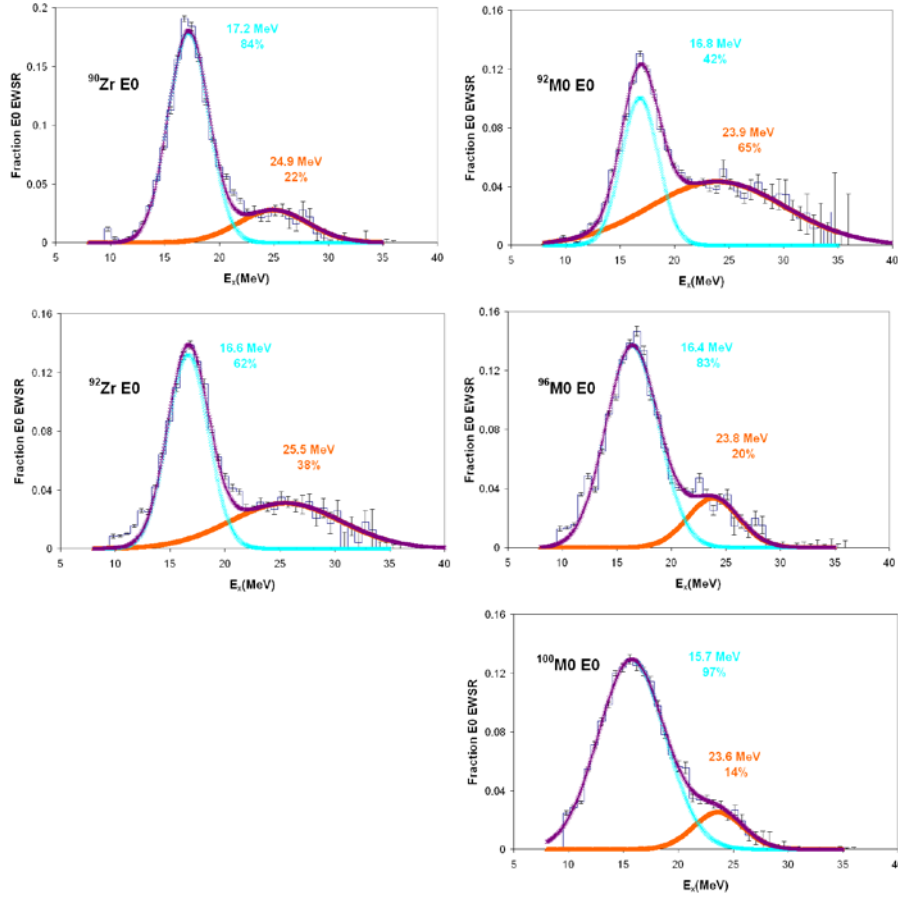 0.2
0.15
0.1
0.05
0
5 10 15 20 25 30 35 40
Fraction E0 EWSR
Eₓ(MeV)
⁹⁰Zr E0
17.2 MeV
84%
24.9 MeV
22%
0.16
0.12
0.08
0.04
0
5 10 15 20 25 30 35 40
Fraction E0 EWSR
Eₓ(MeV)
⁹²M0 E0
16.8 MeV
42%
23.9 MeV
65%
0.16
0.12
0.08
0.04
0
5 10 15 20 25 30 35 40
Fraction E0 EWSR
Eₓ(MeV)
⁹²Zr E0
16.6 MeV
62%
25.5 MeV
38%
0.16
0.12
0.08
0.04
0
5 10 15 20 25 30 35 40
Fraction E0 EWSR
Eₓ(MeV)
⁹⁶M0 E0
16.4 MeV
83%
23.8 MeV
20%
0.16
0.12
0.08
0.04
0
5 10 15 20 25 30 35 40
Fraction E0 EWSR
Eₓ(MeV)
¹⁰⁰M0 E0
15.7 MeV
97%
23.6 MeV
14%